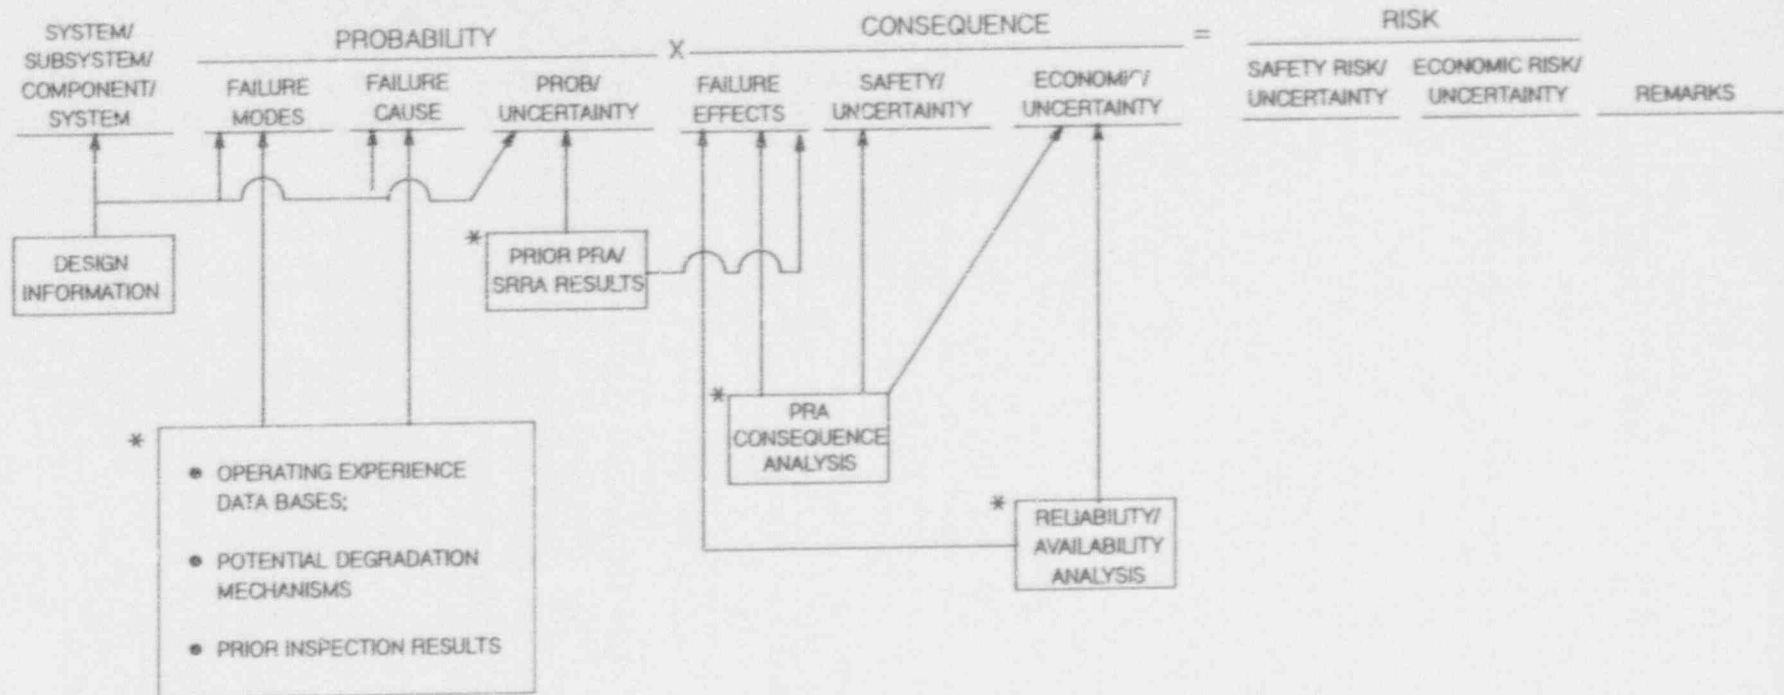 SYSTEM/
SUBSYSTEM/
COMPONENT/
SYSTEM
PROBABILITY
FAILURE
MODES
FAILURE
CAUSE
PROB/
UNCERTAINTY
X
CONSEQUENCE
FAILURE
EFFECTS
SAFETY/
UNCERTAINTY
ECONOMIC/
UNCERTAINTY
=
RISK
SAFETY RISK/
UNCERTAINTY
ECONOMIC RISK/
UNCERTAINTY
REMARKS
DESIGN
INFORMATION
*
PRIOR PRA/
SRRA RESULTS
*
PRA
CONSEQUENCE
ANALYSIS
*
RELIABILITY/
AVAILABILITY
ANALYSIS
*
• OPERATING EXPERIENCE
DATA BASES;
• POTENTIAL DEGRADATION
MECHANISMS
• PRIOR INSPECTION RESULTS